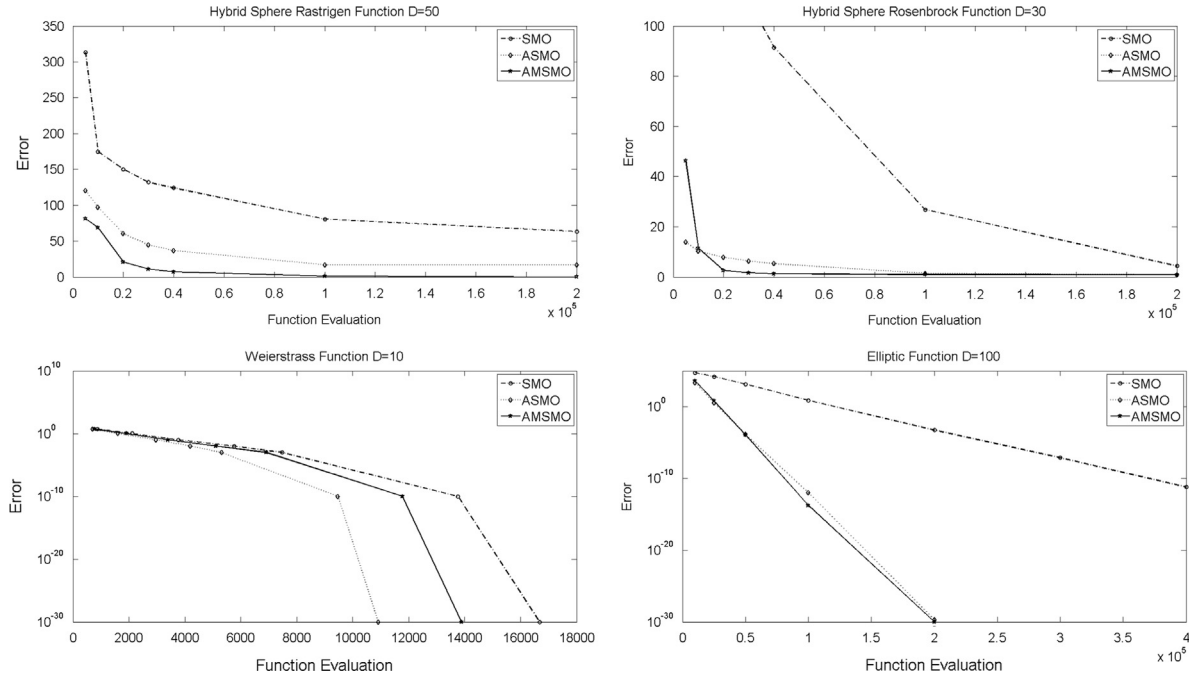 Hybrid Sphere Rastrigen Function D=50
350
300
250
200
150
100
50
0
Error
0 0.2 0.4 0.6 0.8 1 1.2 1.4 1.6 1.8 2
x 10^5
Function Evaluation
SMO
ASMO
AMSMO
Hybrid Sphere Rosenbrock Function D=30
100
80
60
40
20
0
Error
0 0.2 0.4 0.6 0.8 1 1.2 1.4 1.6 1.8 2
x 10^5
Function Evaluation
SMO
ASMO
AMSMO
Weierstrass Function D=10
10^10
10^0
10^-10
10^-20
10^-30
Error
0 2000 4000 6000 8000 10000 12000 14000 16000 18000
Function Evaluation
SMO
ASMO
AMSMO
Elliptic Function D=100
10^0
10^-10
10^-20
10^-30
Error
0 0.5 1 1.5 2 2.5 3 3.5 4
x 10^5
Function Evaluation
SMO
ASMO
AMSMO